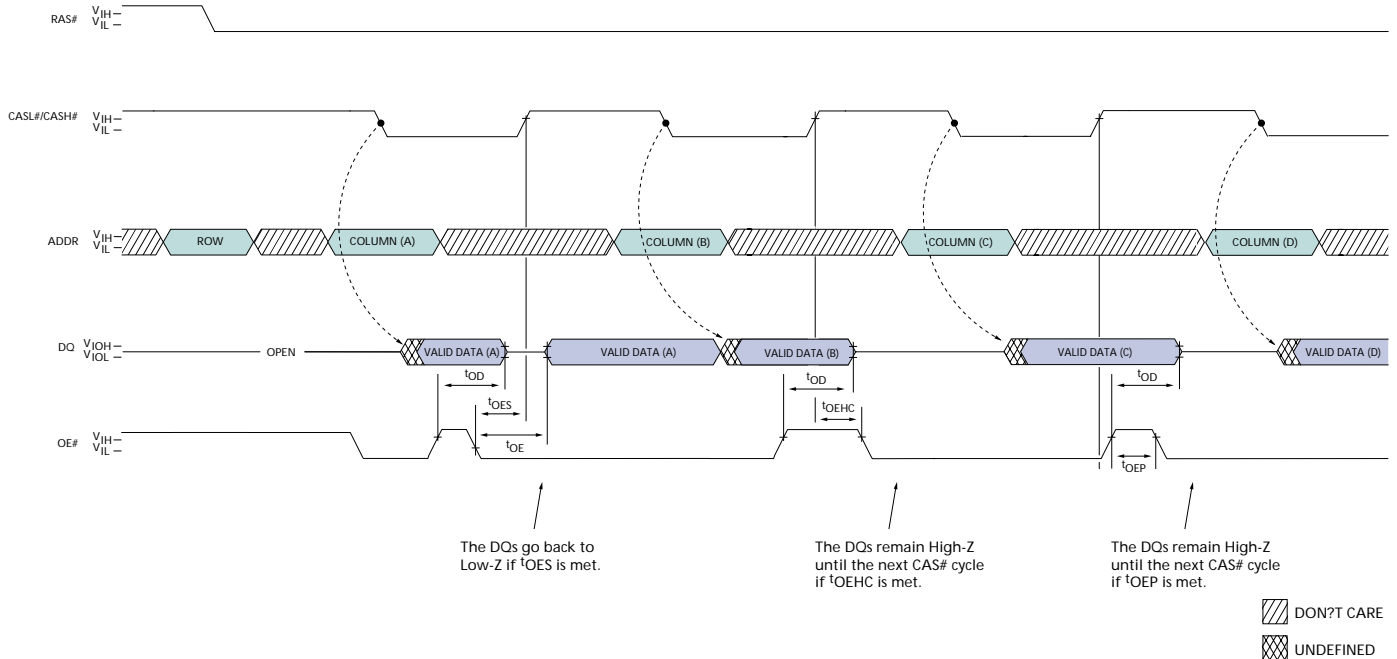 RAS# VIH VIL
CASL#/CASH# VIH VIL
ADDR VIH VIL ROW COLUMN (A) COLUMN (B) COLUMN (C) COLUMN (D)
DQ VIOH VIOL OPEN VALID DATA (A) VALID DATA (A) VALID DATA (B) VALID DATA (C) VALID DATA (D)
tOD tOD tOD
tOES tOEHC
OE# VIH VIL tOE tOEP
The DQs go back to
Low-Z if tOES is met.
The DQs remain High-Z
until the next CAS# cycle
if tOEHC is met.
The DQs remain High-Z
until the next CAS# cycle
if tOEP is met.
DON?T CARE
UNDEFINED